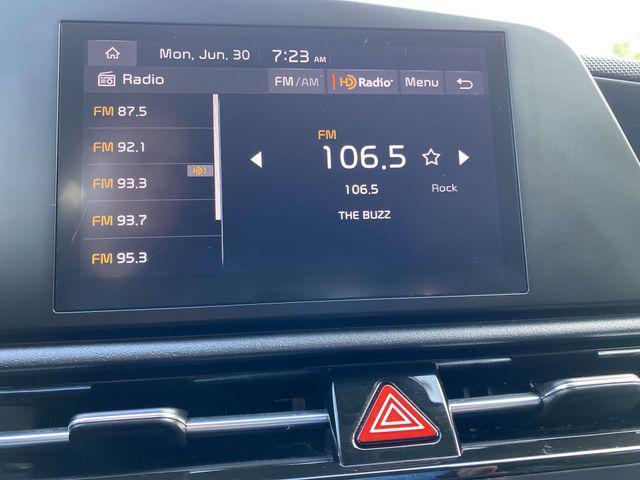 Mon, Jun. 30 7:23 AM
Radio FM/AM HD Radio Menu
FM 87.5
FM 92.1
HD1
FM 93.3
FM 93.7
FM 95.3
FM
106.5
106.5 Rock
THE BUZZ